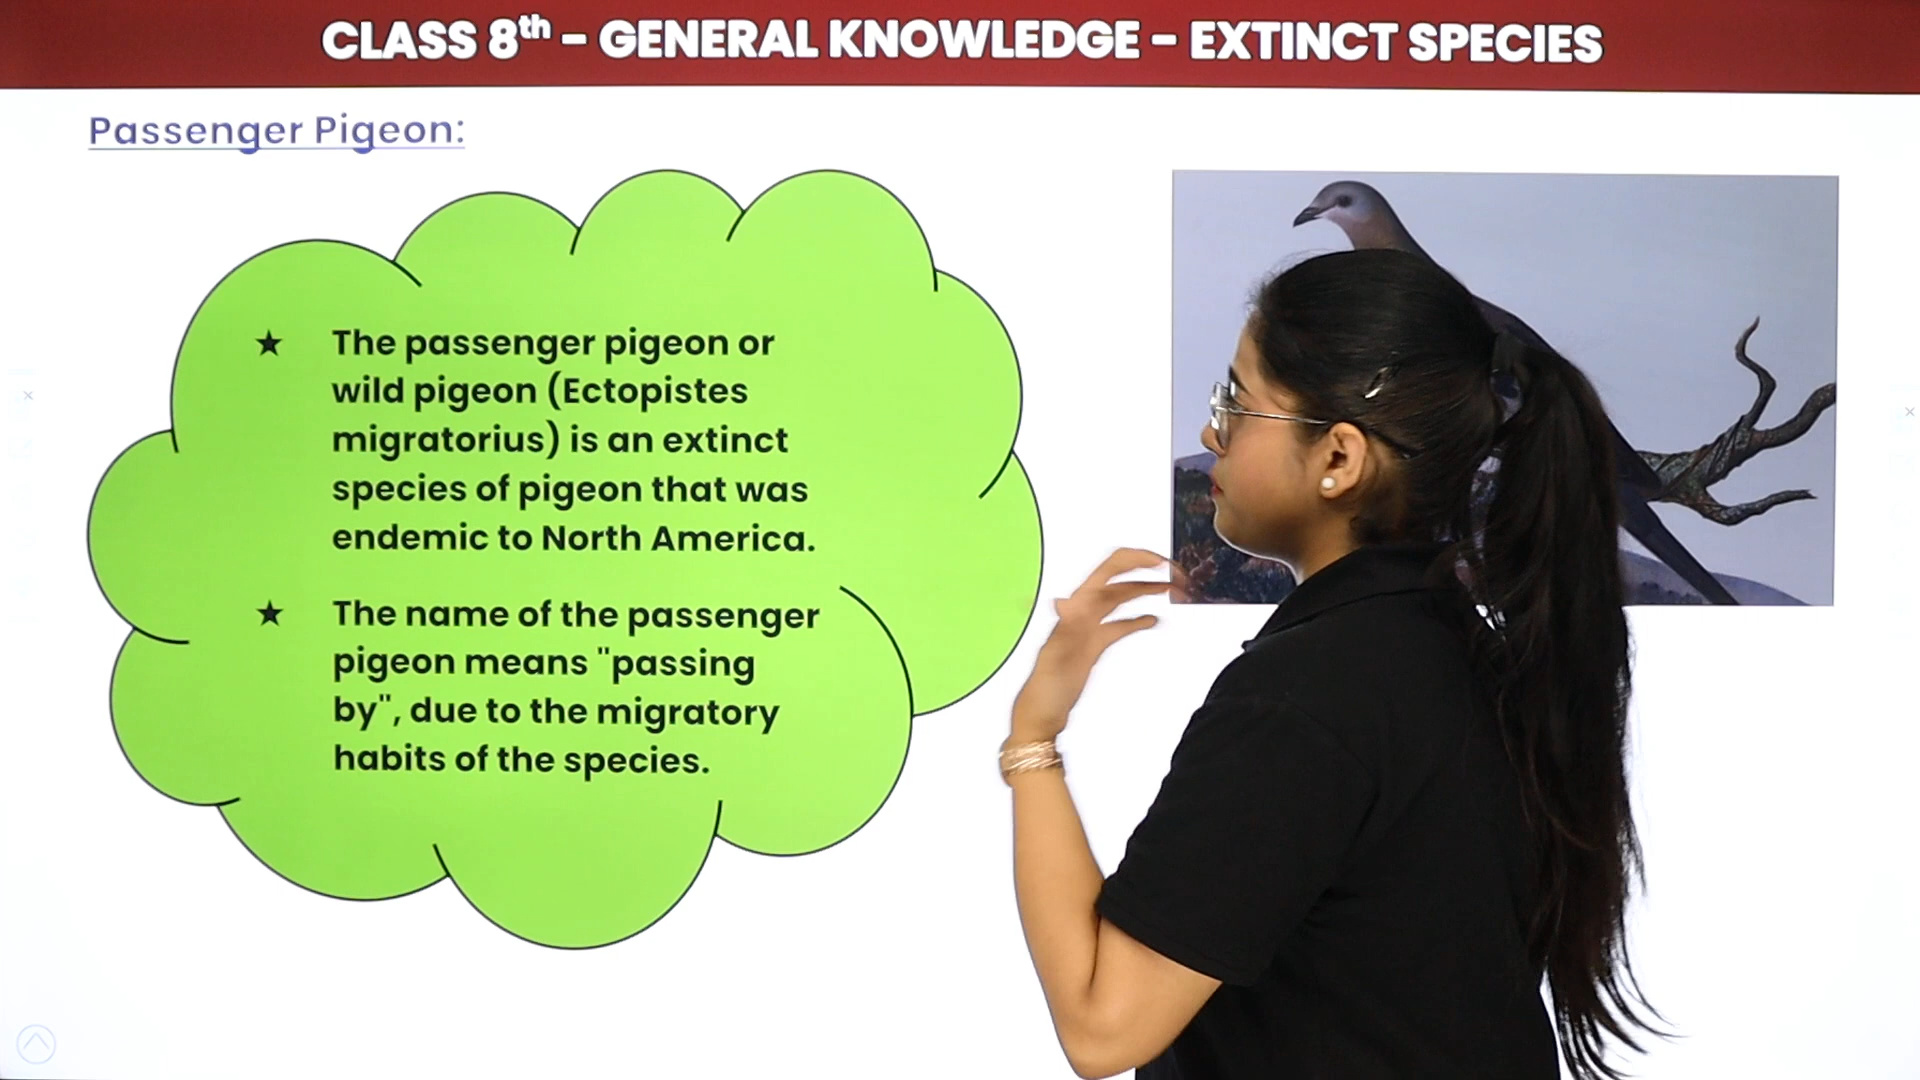 CLASS 8th - GENERAL KNOWLEDGE - EXTINCT SPECIES
Passenger Pigeon:
★ The passenger pigeon or
wild pigeon (Ectopistes
migratorius) is an extinct
species of pigeon that was
endemic to North America.
★ The name of the passenger
pigeon means "passing
by", due to the migratory
habits of the species.